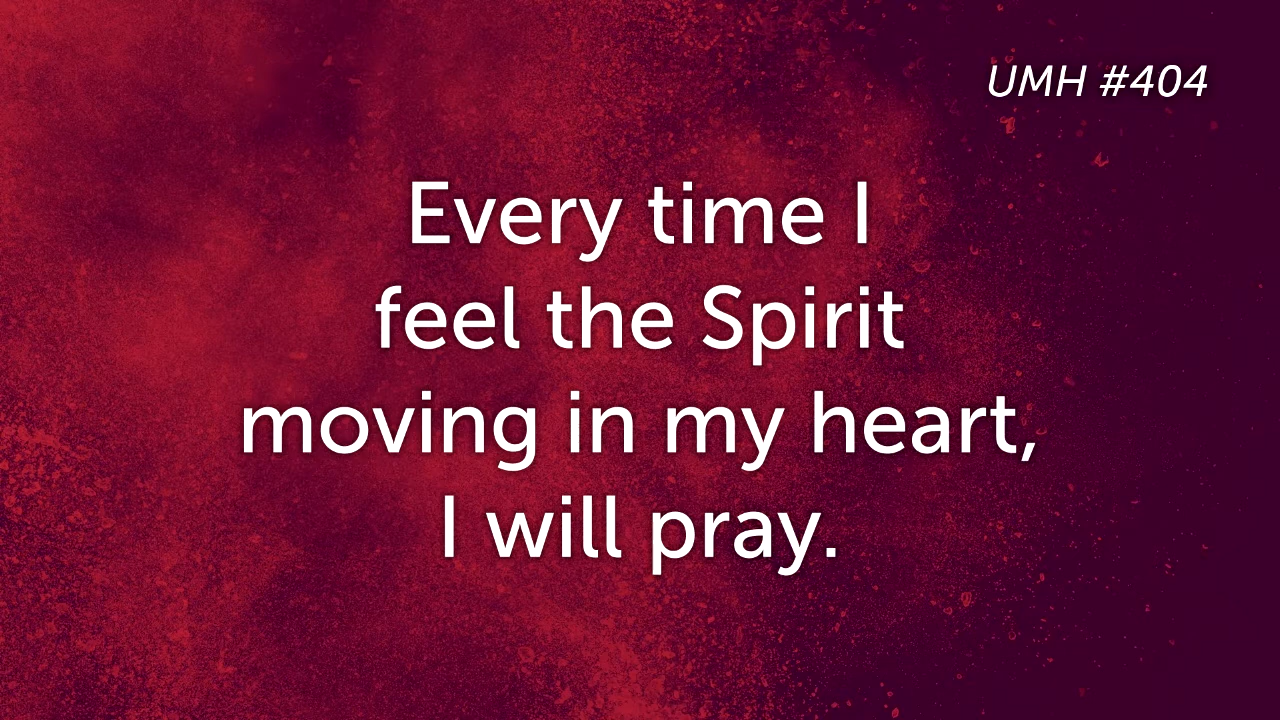 UMH #404
Every time I
feel the Spirit
moving in my heart,
I will pray.